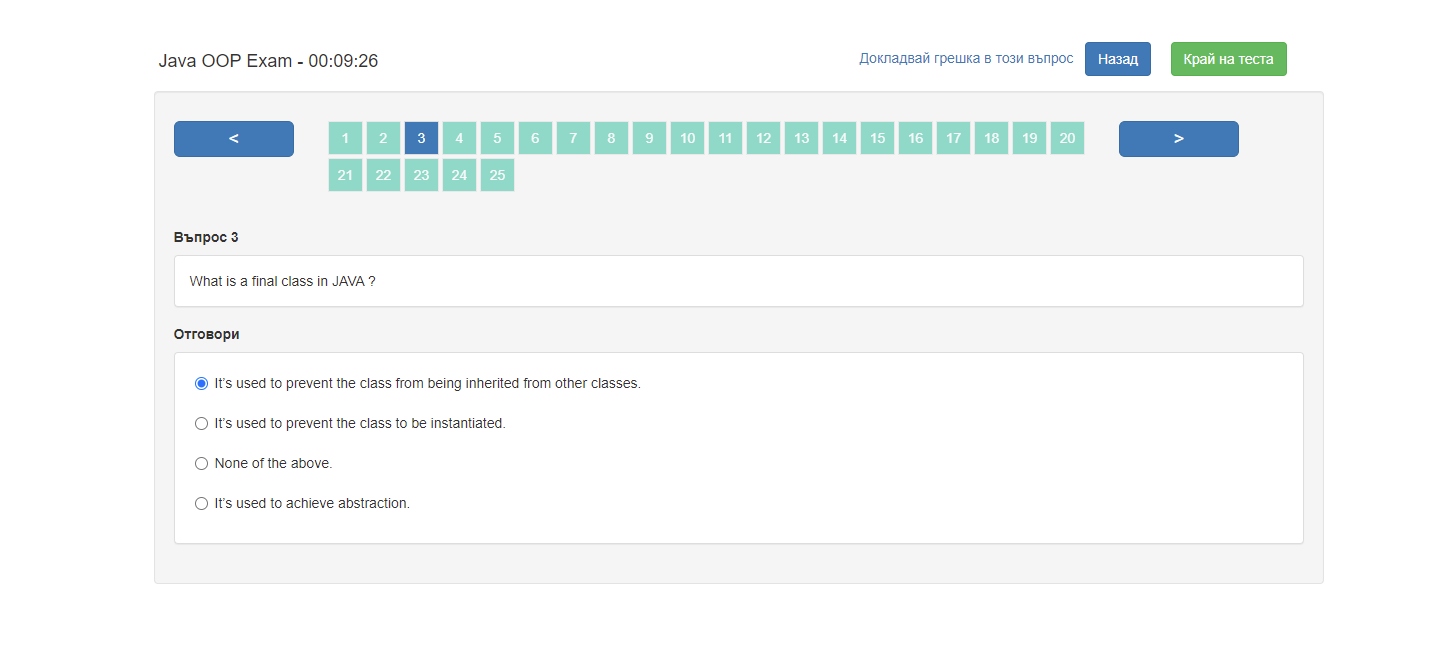 Java OOP Exam - 00:09:26
Докладвай грешка в този въпрос
Назад
Край на теста
<
1 2 3 4 5 6 7 8 9 10 11 12 13 14 15 16 17 18 19 20
>
21 22 23 24 25
Въпрос 3
What is a final class in JAVA ?
Отговори
It's used to prevent the class from being inherited from other classes.
It's used to prevent the class to be instantiated.
None of the above.
It's used to achieve abstraction.